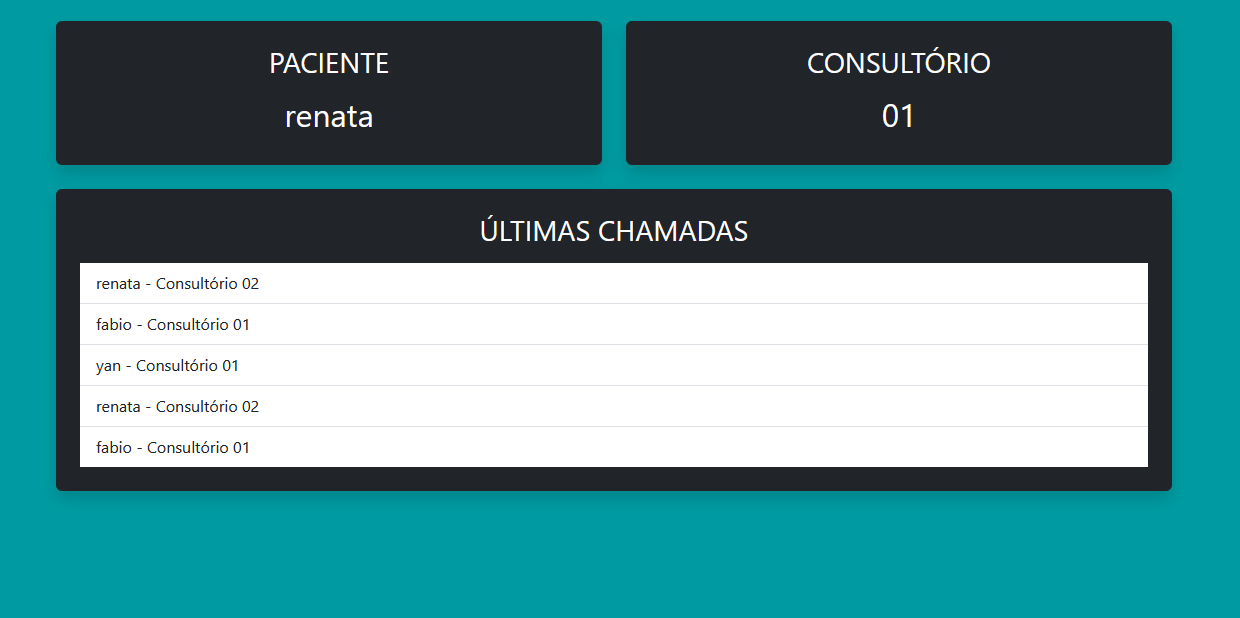 PACIENTE
renata
CONSULTÓRIO
01
ÚLTIMAS CHAMADAS
renata - Consultório 02
fabio - Consultório 01
yan - Consultório 01
renata - Consultório 02
fabio - Consultório 01